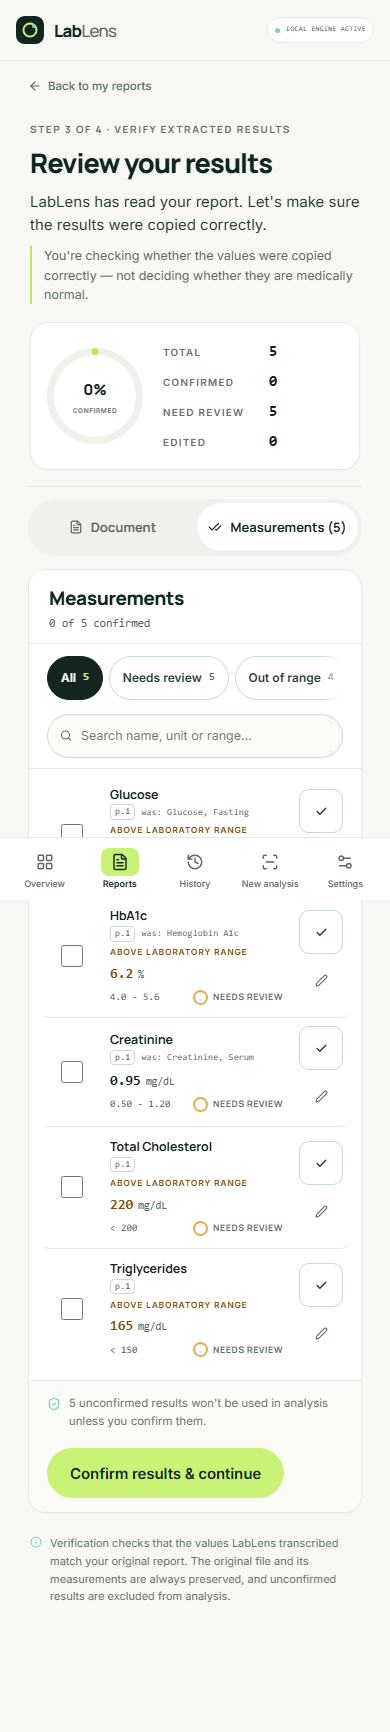 LabLens
LOCAL ENGINE ACTIVE
Back to my reports
STEP 3 OF 4 · VERIFY EXTRACTED RESULTS
Review your results
LabLens has read your report. Let's make sure
the results were copied correctly.
You're checking whether the values were copied
correctly — not deciding whether they are medically
normal.
0%
CONFIRMED
TOTAL 5
CONFIRMED 0
NEED REVIEW 5
EDITED 0
Document
Measurements (5)
Measurements
0 of 5 confirmed
All 5
Needs review 5
Out of range 4
Search name, unit or range...
Glucose
p.1 was: Glucose, Fasting
ABOVE LABORATORY RANGE
Overview
Reports
History
New analysis
Settings
HbA1c
p.1 was: Hemoglobin A1c
ABOVE LABORATORY RANGE
6.2 %
4.0 - 5.6 NEEDS REVIEW
Creatinine
p.1 was: Creatinine, Serum
0.95 mg/dL
0.50 - 1.20 NEEDS REVIEW
Total Cholesterol
p.1
ABOVE LABORATORY RANGE
220 mg/dL
< 200 NEEDS REVIEW
Triglycerides
p.1
ABOVE LABORATORY RANGE
165 mg/dL
< 150 NEEDS REVIEW
5 unconfirmed results won't be used in analysis
unless you confirm them.
Confirm results & continue
Verification checks that the values LabLens transcribed
match your original report. The original file and its
measurements are always preserved, and unconfirmed
results are excluded from analysis.